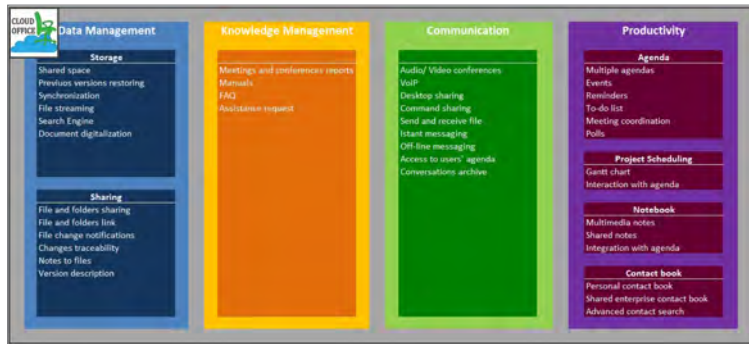 CLOUD
OFFICE
Data Management
Storage
Shared space
Previuos versions restoring
Synchronization
File streaming
Search Engine
Document digitalization
Sharing
File and folders sharing
File and folders link
File change notifications
Changes traceability
Notes to files
Version description
Knowledge Management
Meetings and conferences reports
Manuals
FAQ
Assistance request
Communication
Audio/ Video conferences
VoIP
Desktop sharing
Command sharing
Send and receive file
Istant messaging
Off-line messaging
Access to users' agenda
Conversations archive
Productivity
Agenda
Multiple agendas
Events
Reminders
To-do list
Meeting coordination
Polls
Project Scheduling
Gantt chart
Interaction with agenda
Notebook
Multimedia notes
Shared notes
Integration with agenda
Contact book
Personal contact book
Shared enterprise contact book
Advanced contact search